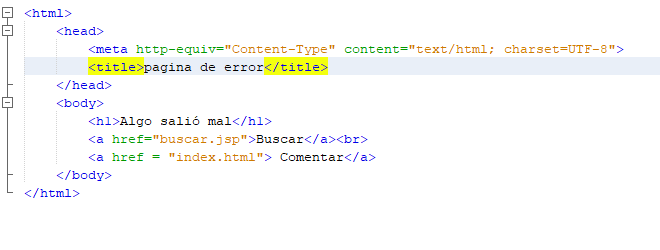 <html>
<head>
<meta http-equiv="Content-Type" content="text/html; charset=UTF-8">
<title>pagina de error</title>
</head>
<body>
<h1>Algo salió mal</h1>
<a href="buscar.jsp">Buscar</a><br>
<a href = "index.html"> Comentar</a>
</body>
</html>